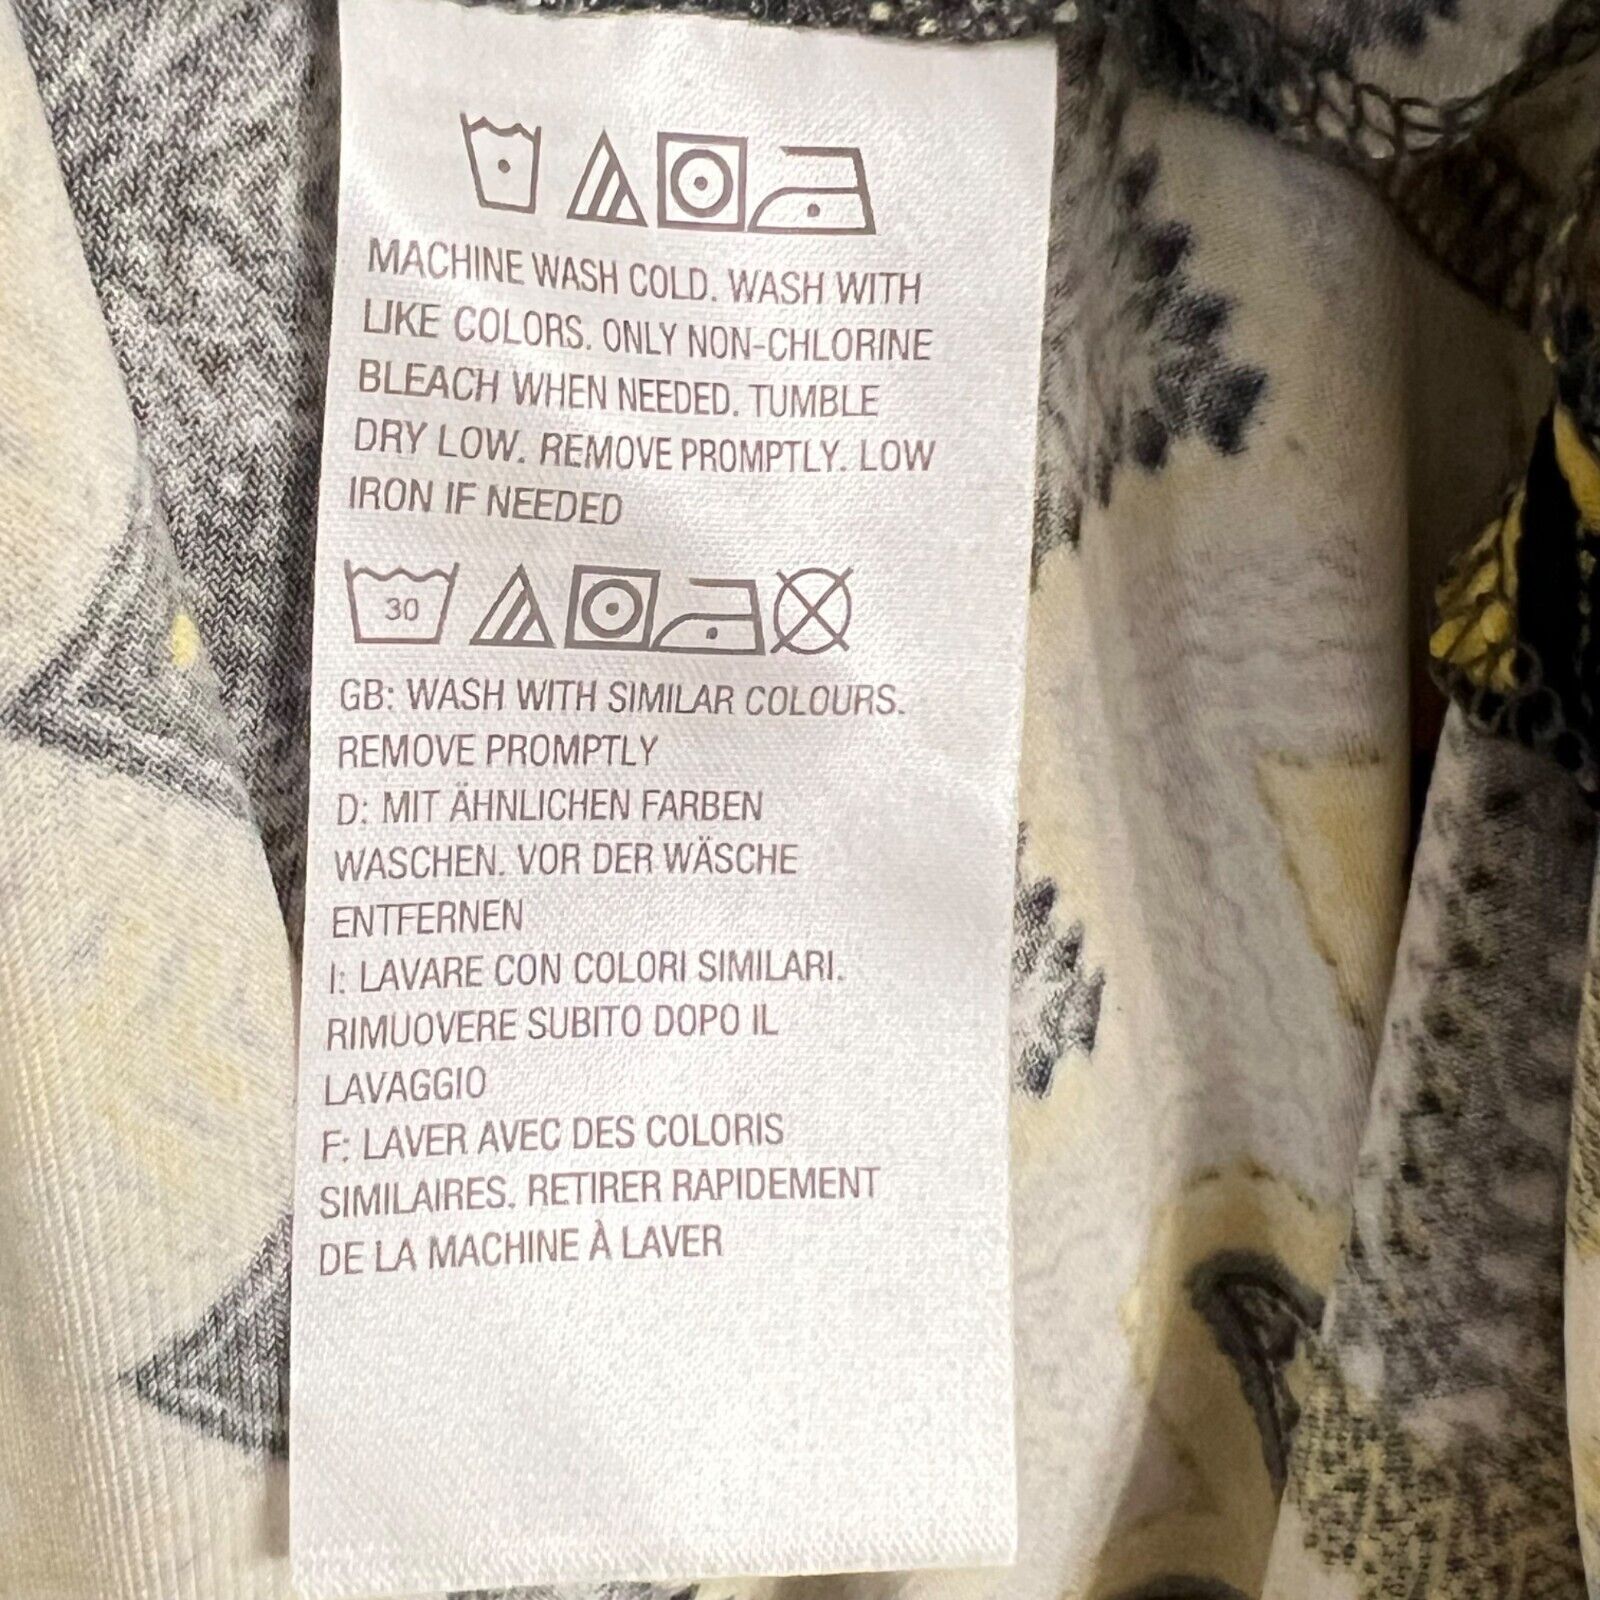 MACHINE WASH COLD. WASH WITH
LIKE COLORS. ONLY NON-CHLORINE
BLEACH WHEN NEEDED. TUMBLE
DRY LOW. REMOVE PROMPTLY. LOW
IRON IF NEEDED
30
GB: WASH WITH SIMILAR COLOURS.
REMOVE PROMPTLY
D: MIT ÄHNLICHEN FARBEN
WASCHEN. VOR DER WÄSCHE
ENTFERNEN
I: LAVARE CON COLORI SIMILARI.
RIMUOVERE SUBITO DOPO IL
LAVAGGIO
F: LAVER AVEC DES COLORIS
SIMILAIRES. RETIRER RAPIDEMENT
DE LA MACHINE À LAVER